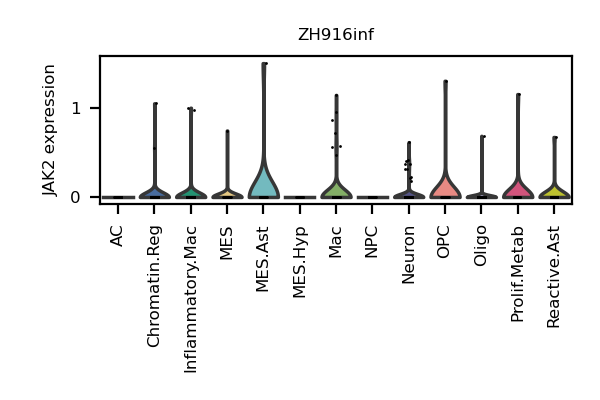 ZH916inf
JAK2 expression
1
0
AC
Chromatin.Reg
Inflammatory.Mac
MES
MES.Ast
MES.Hyp
Mac
NPC
Neuron
OPC
Oligo
Prolif.Metab
Reactive.Ast